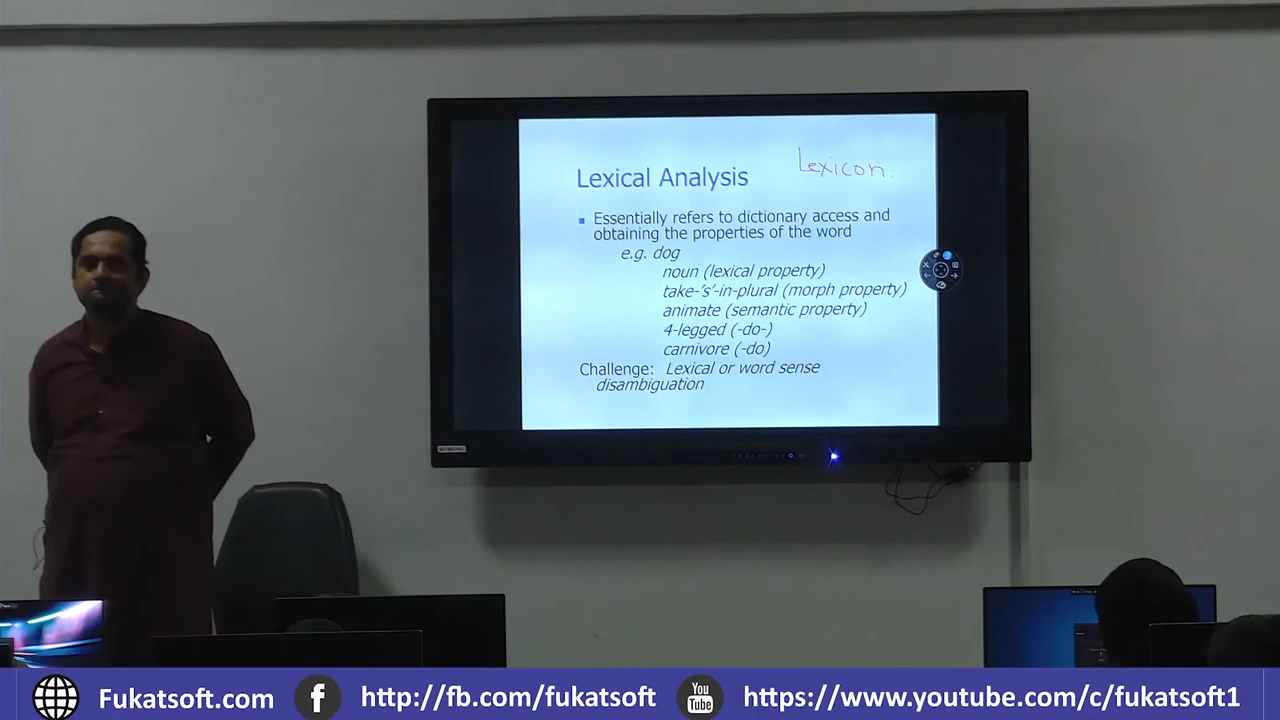 Lexicon.
Lexical Analysis
Essentially refers to dictionary access and
obtaining the properties of the word
e.g. dog
noun (lexical property)
take-'s'-in-plural (morph property)
animate (semantic property)
4-legged (-do-)
carnivore (-do)
Challenge: Lexical or word sense
disambiguation
Fukatsoft.com
f
http://fb.com/fukatsoft
You
Tube
https://www.youtube.com/c/fukatsoft1